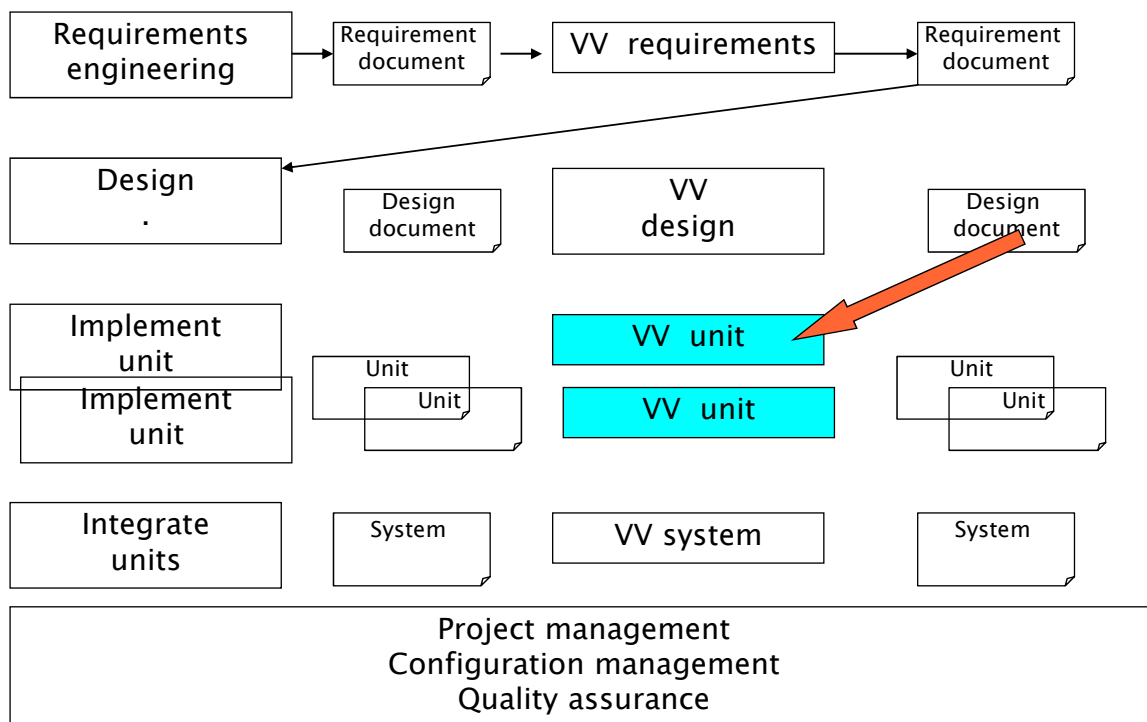 Requirements
engineering
Requirement
document
VV requirements
Requirement
document
Design
.
Design
document
VV
design
Design
document
Implement
unit
Implement
unit
Unit
Unit
VV unit
VV unit
Unit
Unit
Integrate
units
System
VV system
System
Project management
Configuration management
Quality assurance